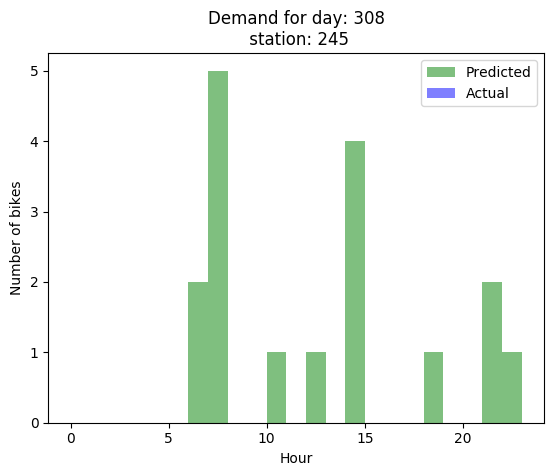 Demand for day: 308
station: 245
Predicted
Actual
Number of bikes
5
4
3
2
1
0
0 5 10 15 20
Hour